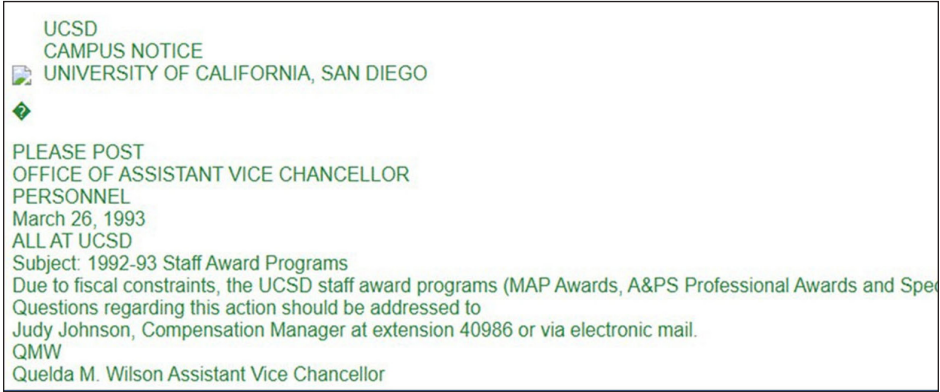 UCSD
CAMPUS NOTICE
UNIVERSITY OF CALIFORNIA, SAN DIEGO
�
PLEASE POST
OFFICE OF ASSISTANT VICE CHANCELLOR
PERSONNEL
March 26, 1993
ALL AT UCSD
Subject: 1992-93 Staff Award Programs
Due to fiscal constraints, the UCSD staff award programs (MAP Awards, A&PS Professional Awards and
Questions regarding this action should be addressed to
Judy Johnson, Compensation Manager at extension 40986 or via electronic mail.
QMW
Quelda M. Wilson Assistant Vice Chancellor